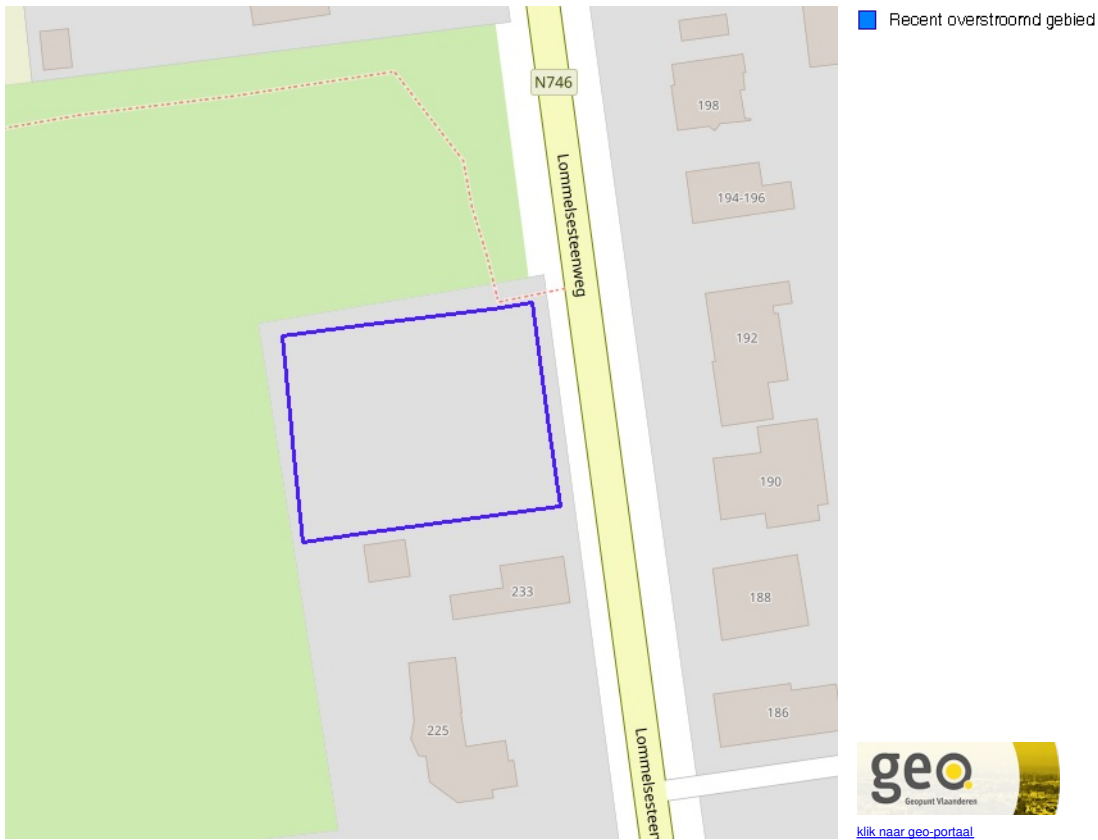 Recent overstroomd gebied
N746
198
Lommelsesteenweg
194-196
192
190
233
188
225
186
Lommelsesteen
geo
Geopunt Vlaanderen
klik naar geo-portaal